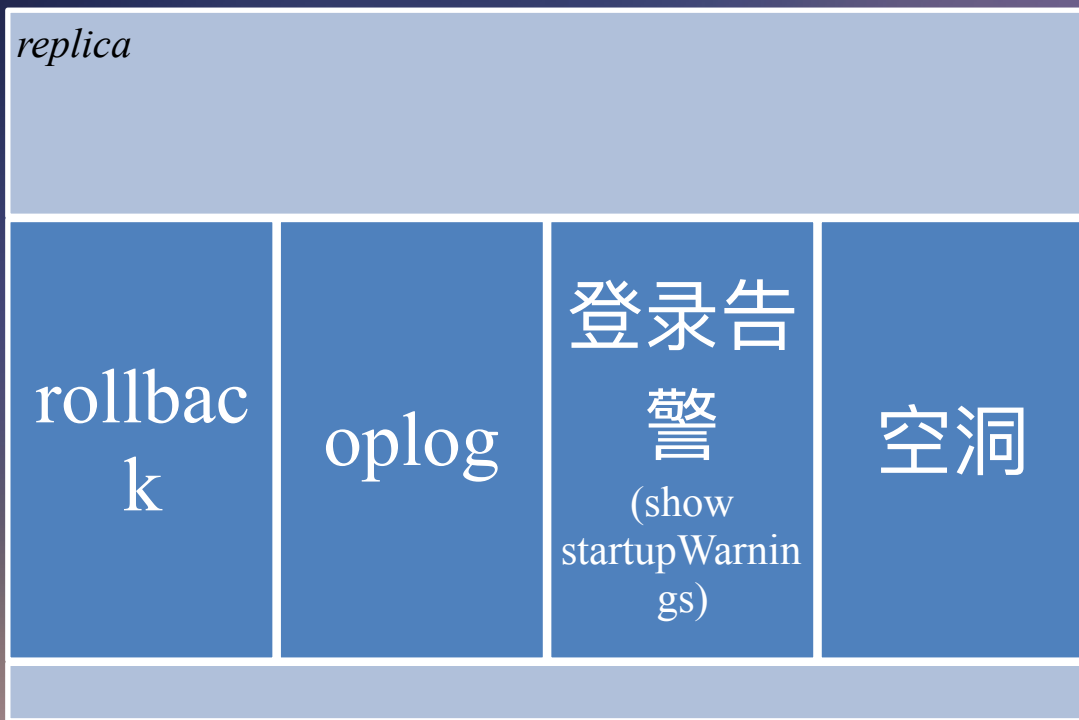 replica
rollbac
k
oplog
登录告
警
(show
startupWarnin
gs)
空洞